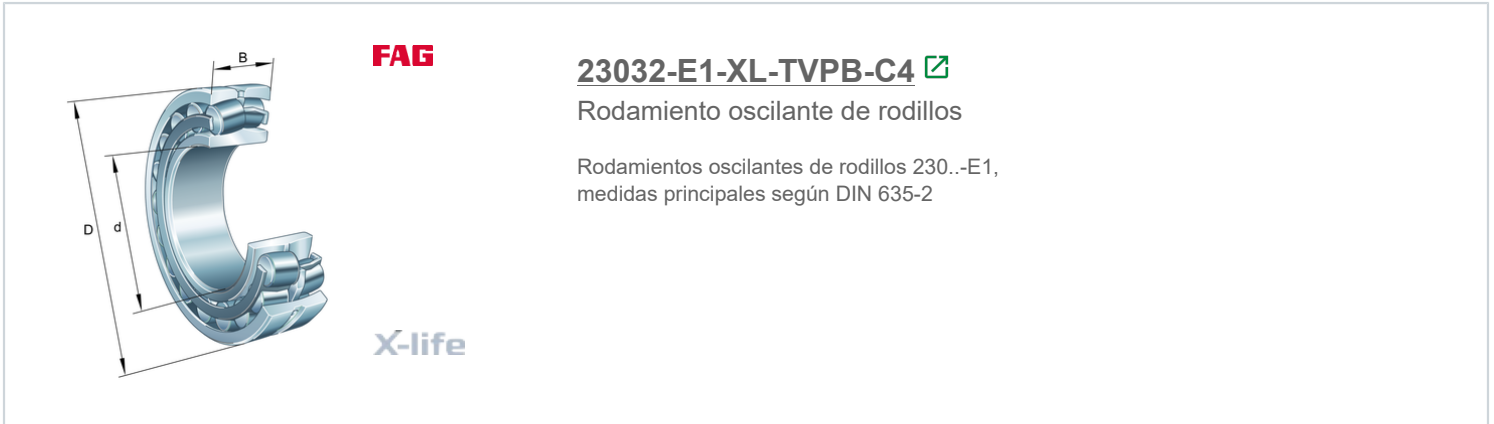 B
D
d
FAG
X-life
23032-E1-XL-TVPB-C4
Rodamiento oscilante de rodillos
Rodamientos oscilantes de rodillos 230..-E1,
medidas principales según DIN 635-2